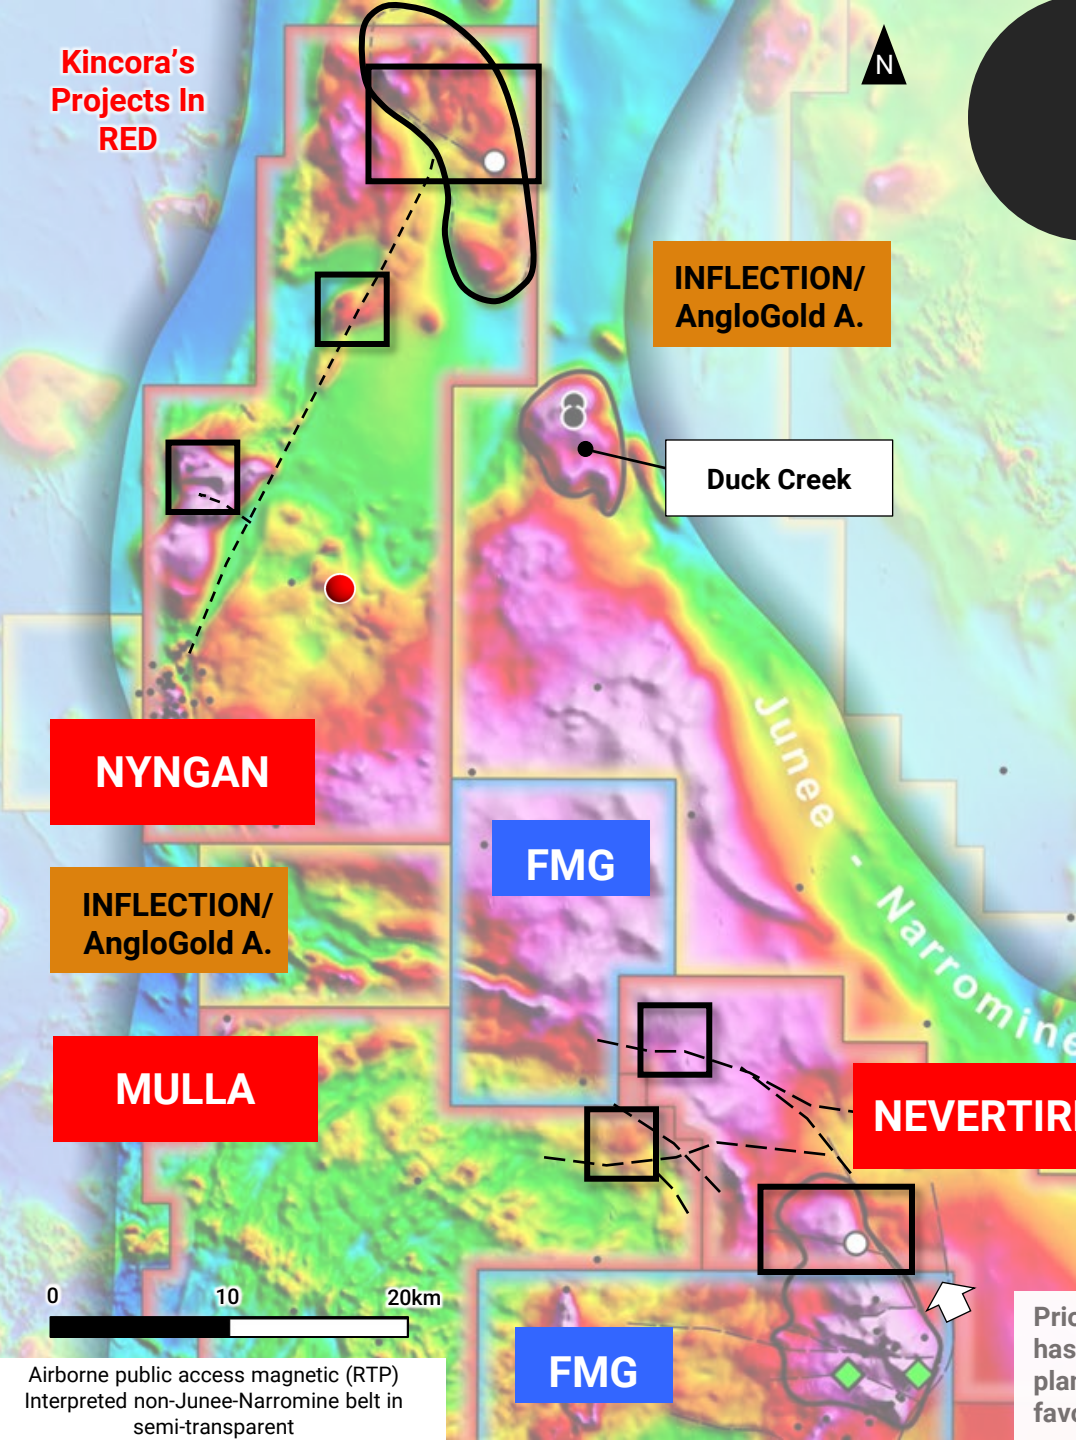 Kincora's
Projects In
RED
N
INFLECTION/
AngloGold A.
Duck Creek
Junee - Narromine
NYNGAN
FMG
INFLECTION/
AngloGold A.
MULLA
0 10 20km
FMG
Airborne public access magnetic (RTP)
Interpreted non-Junee-Narromine belt in
semi-transparent
has